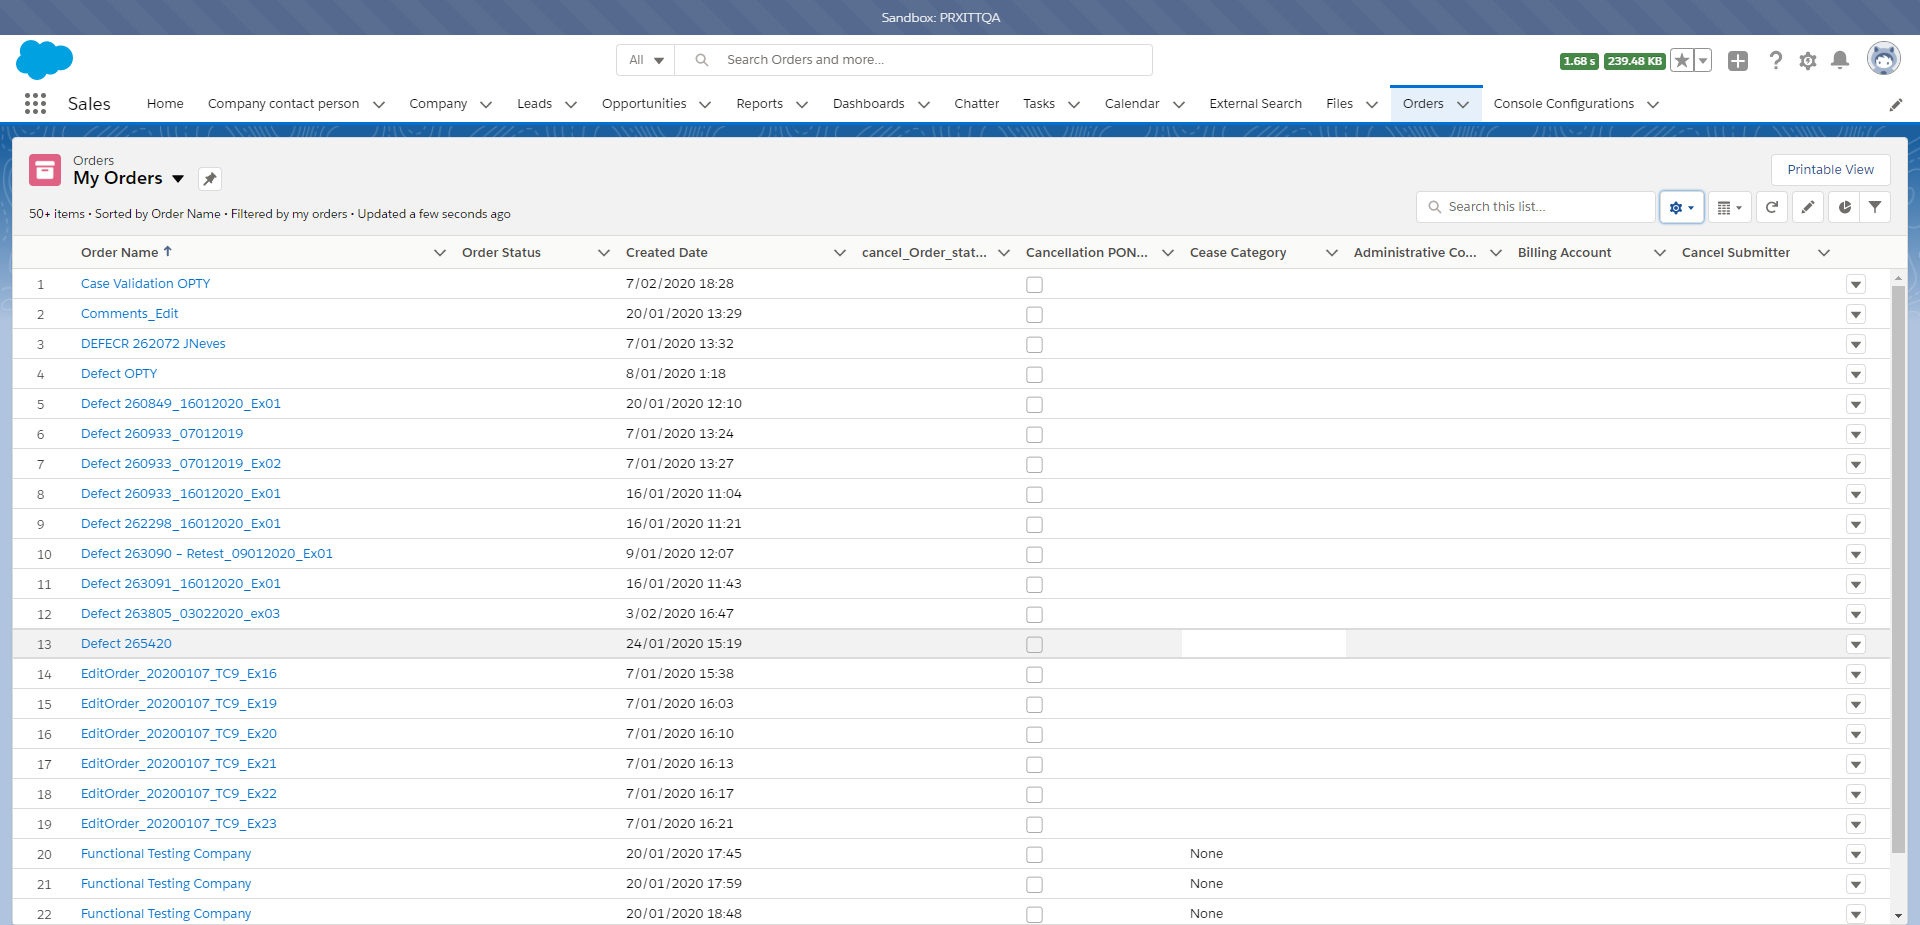 Sandbox: PRXITTQA
All
Search Orders and more...
1.68 s
239.48 KB
Sales
Home
Company contact person
Company
Leads
Opportunities
Reports
Dashboards
Chatter
Tasks
Calendar
External Search
Files
Orders
Console Configurations
Orders
My Orders
Printable View
50+ items • Sorted by Order Name • Filtered by my orders • Updated a few seconds ago
Search this list...
Order Name Order Status Created Date cancel_Order_stat... Cancellation PON... Cease Category Administrative Co... Billing Account Cancel Submitter
1 Case Validation OPTY 7/02/2020 18:28
2 Comments_Edit 20/01/2020 13:29
3 DEFECR 262072 JNeves 7/01/2020 13:32
4 Defect OPTY 8/01/2020 1:18
5 Defect 260849_16012020_Ex01 20/01/2020 12:10
6 Defect 260933_07012019 7/01/2020 13:24
7 Defect 260933_07012019_Ex02 7/01/2020 13:27
8 Defect 260933_16012020_Ex01 16/01/2020 11:04
9 Defect 262298_16012020_Ex01 16/01/2020 11:21
10 Defect 263090 – Retest_09012020_Ex01 9/01/2020 12:07
11 Defect 263091_16012020_Ex01 16/01/2020 11:43
12 Defect 263805_03022020_ex03 3/02/2020 16:47
13 Defect 265420 24/01/2020 15:19
14 EditOrder_20200107_TC9_Ex16 7/01/2020 15:38
15 EditOrder_20200107_TC9_Ex19 7/01/2020 16:03
16 EditOrder_20200107_TC9_Ex20 7/01/2020 16:10
17 EditOrder_20200107_TC9_Ex21 7/01/2020 16:13
18 EditOrder_20200107_TC9_Ex22 7/01/2020 16:17
19 EditOrder_20200107_TC9_Ex23 7/01/2020 16:21
20 Functional Testing Company 20/01/2020 17:45 None
21 Functional Testing Company 20/01/2020 17:59 None
22 Functional Testing Company 20/01/2020 18:48 None